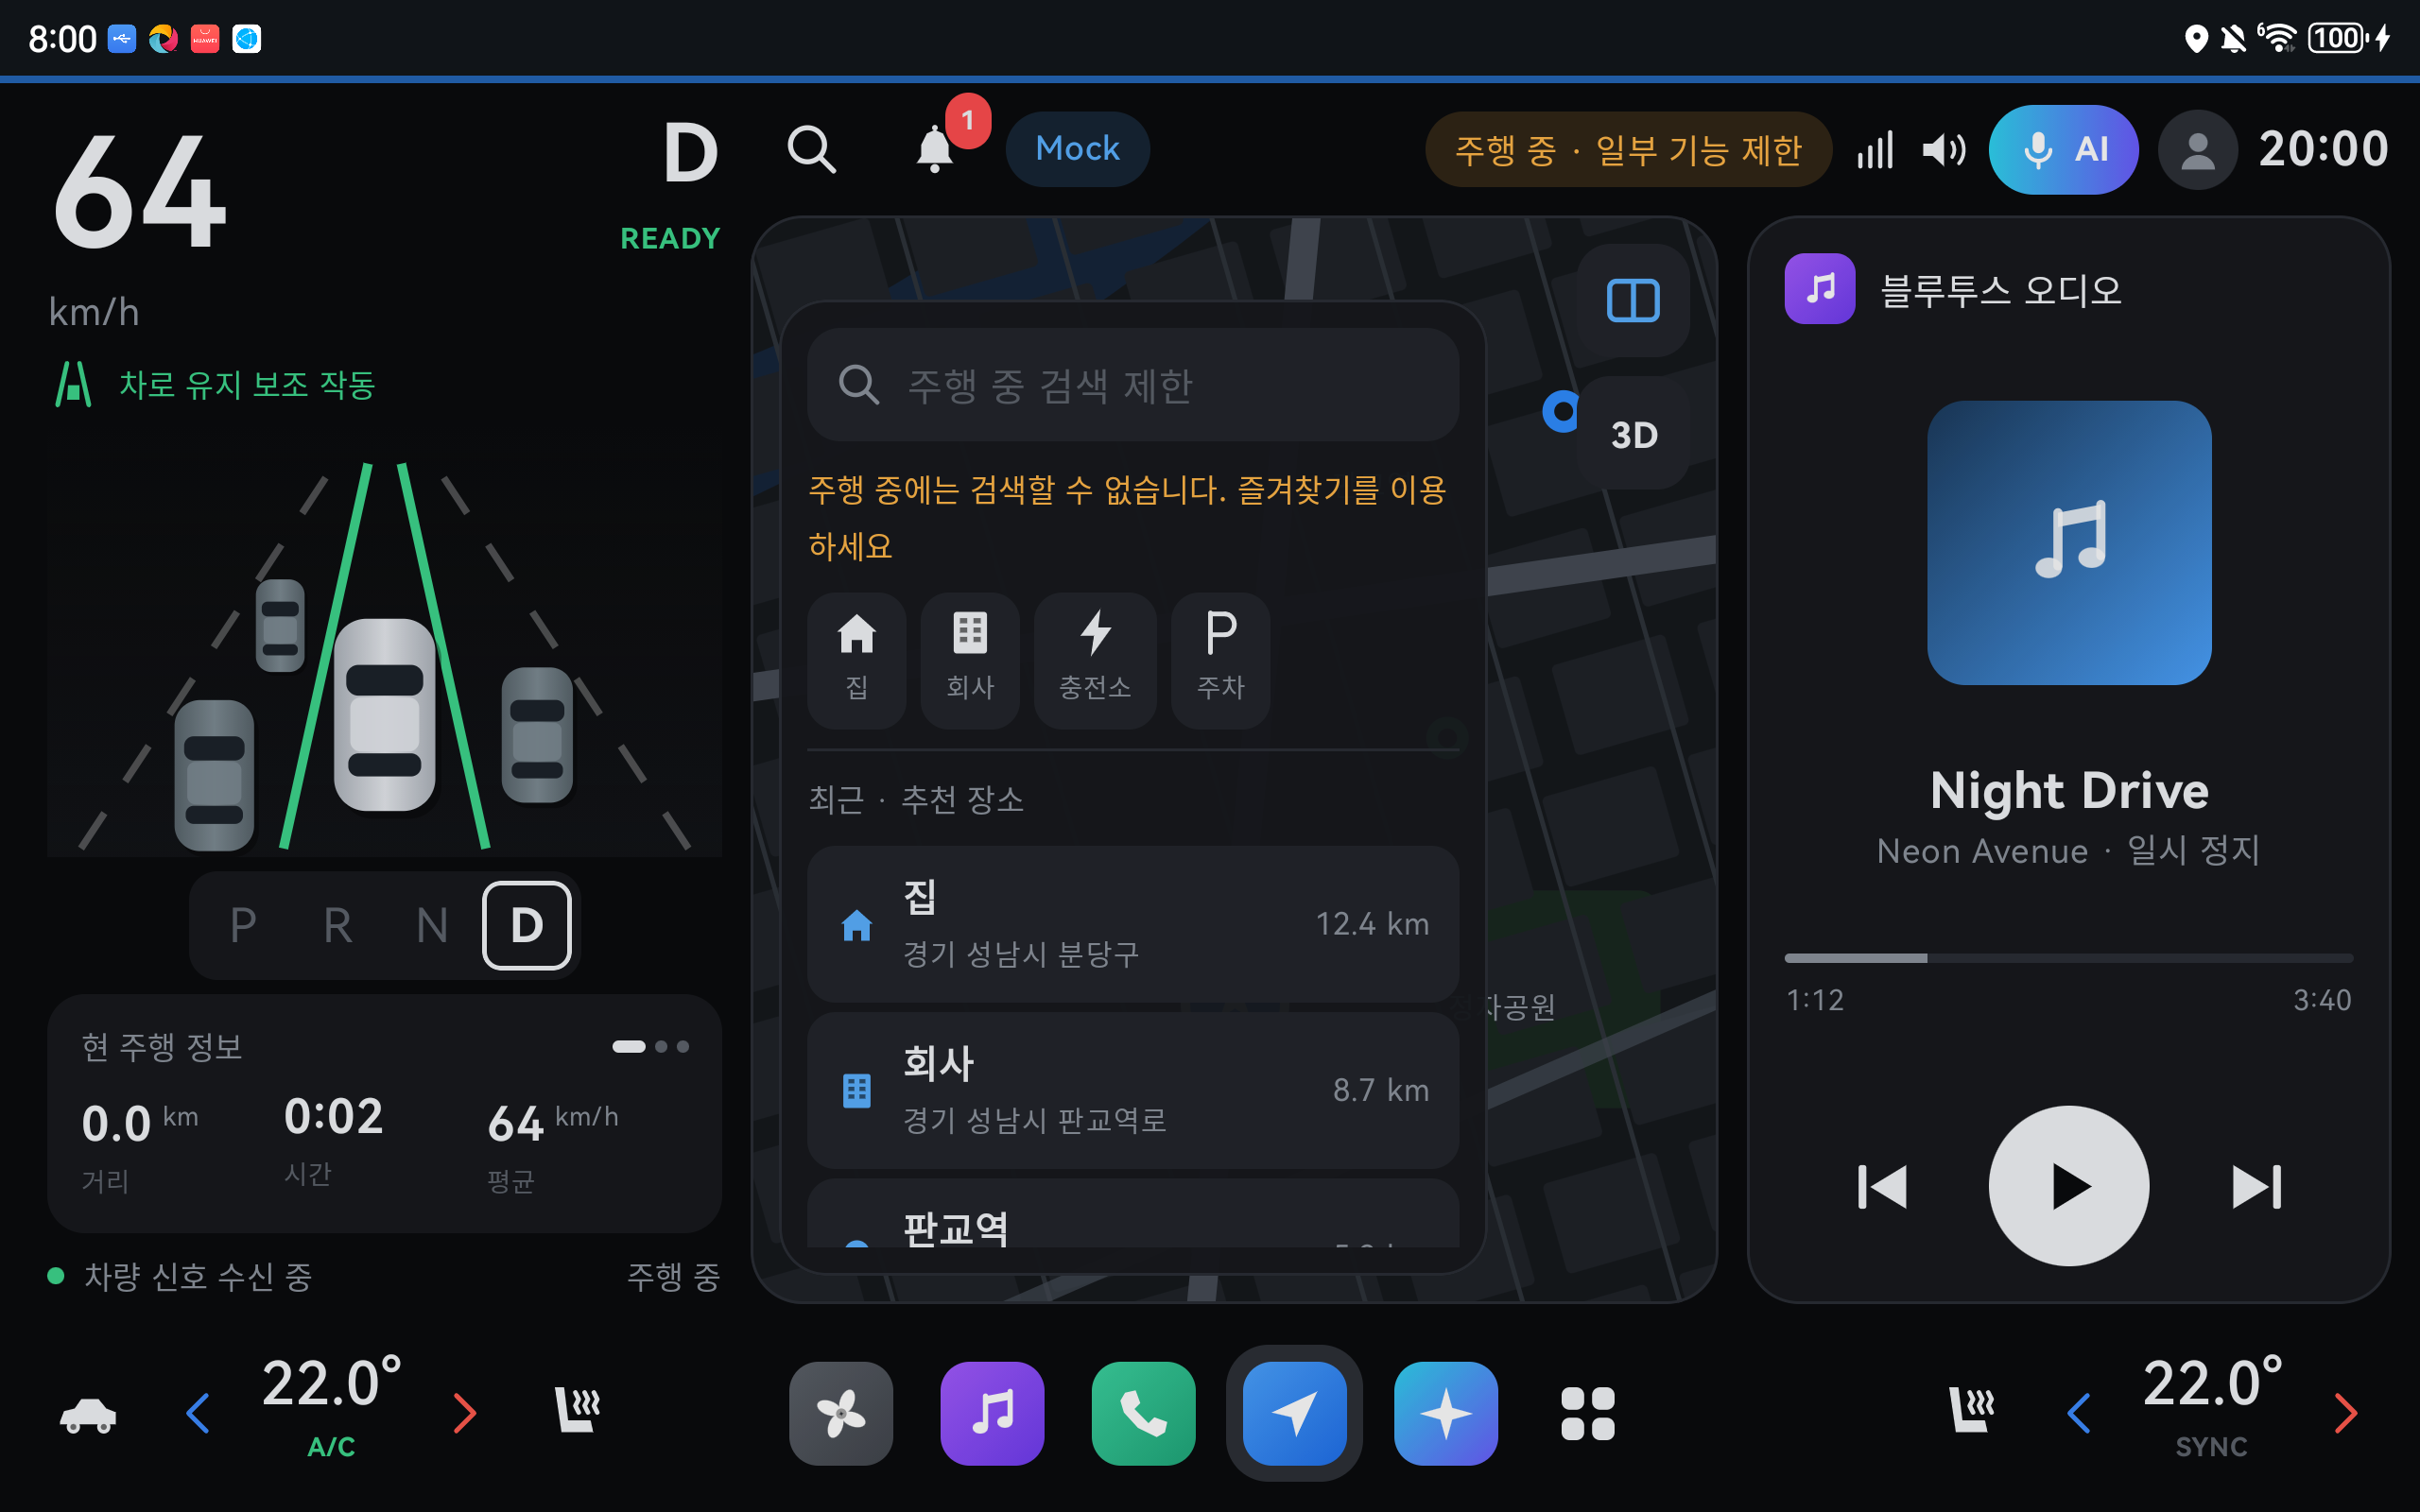 8:00
HUAWEI
6
100
64
D
READY
km/h
1
Mock
주행 중 · 일부 기능 제한
AI
20:00
차로 유지 보조 작동
P R N D
현 주행 정보
0.0 km
0:02
64 km/h
거리
시간
평균
차량 신호 수신 중
주행 중
주행 중 검색 제한
주행 중에는 검색할 수 없습니다. 즐겨찾기를 이용
하세요
집
회사
충전소
P
주차
최근 · 추천 장소
집
경기 성남시 분당구
12.4 km
회사
경기 성남시 판교역로
8.7 km
판교역
3D
정자공원
블루투스 오디오
Night Drive
Neon Avenue · 일시 정지
1:12
3:40
22.0°
A/C
22.0°
SYNC